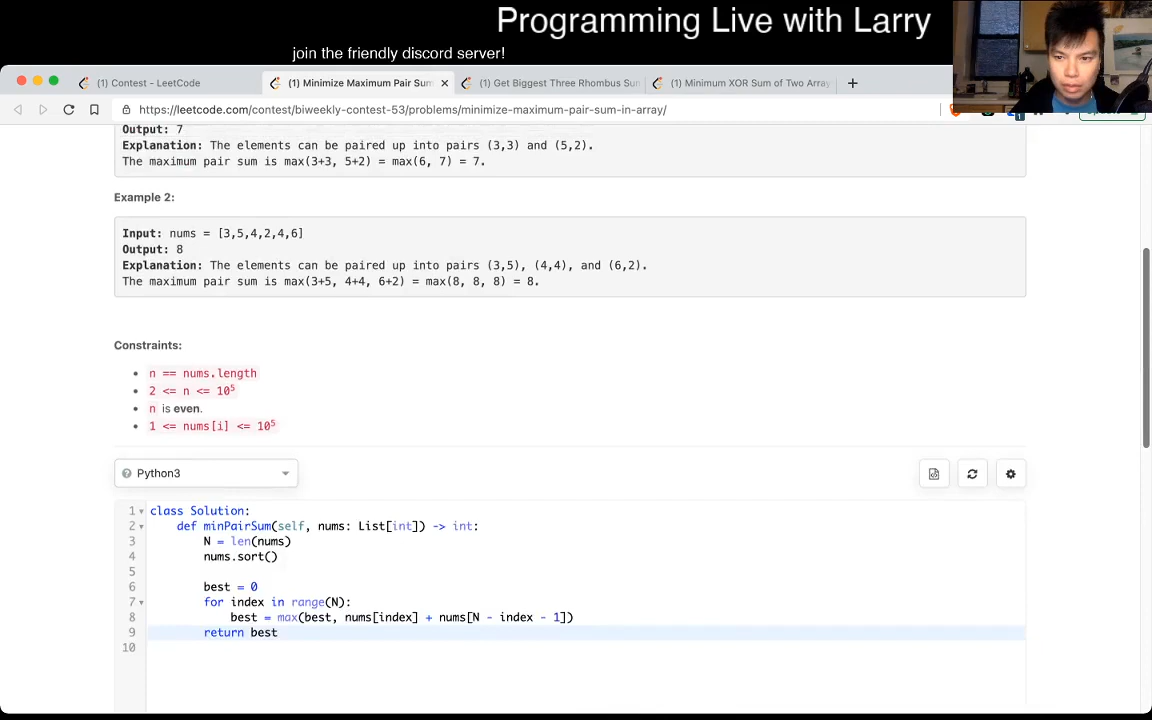 Programming Live with Larry
join the friendly discord server!
(1) Contest - LeetCode
(1) Minimize Maximum Pair Sum
(1) Get Biggest Three Rhombus Sun
(1) Minimum XOR Sum of Two Array
https://leetcode.com/contest/biweekly-contest-53/problems/minimize-maximum-pair-sum-in-array/
Output: 7
Explanation: The elements can be paired up into pairs (3,3) and (5,2).
The maximum pair sum is max(3+3, 5+2) = max(6, 7) = 7.
Example 2:
Input: nums = [3,5,4,2,4,6]
Output: 8
Explanation: The elements can be paired up into pairs (3,5), (4,4), and (6,2).
The maximum pair sum is max(3+5, 4+4, 6+2) = max(8, 8, 8) = 8.
Constraints:
n == nums.length
2 <= n <= 10⁵
n is even.
1 <= nums[i] <= 10⁵
Python3
1 class Solution:
2 def minPairSum(self, nums: List[int]) -> int:
3 N = len(nums)
4 nums.sort()
5
6 best = 0
7 for index in range(N):
8 best = max(best, nums[index] + nums[N - index - 1])
9 return best
10